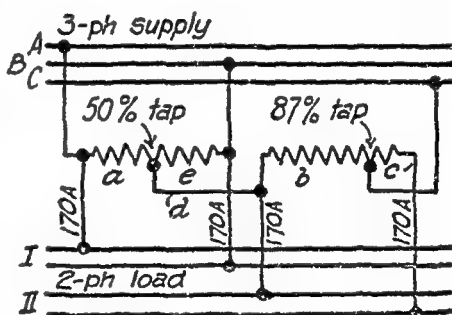 3-ph supply
A
B
C
50% tap
87% tap
a
e
b
c
d
170A
170A
170A
170A
I
2-ph load
II